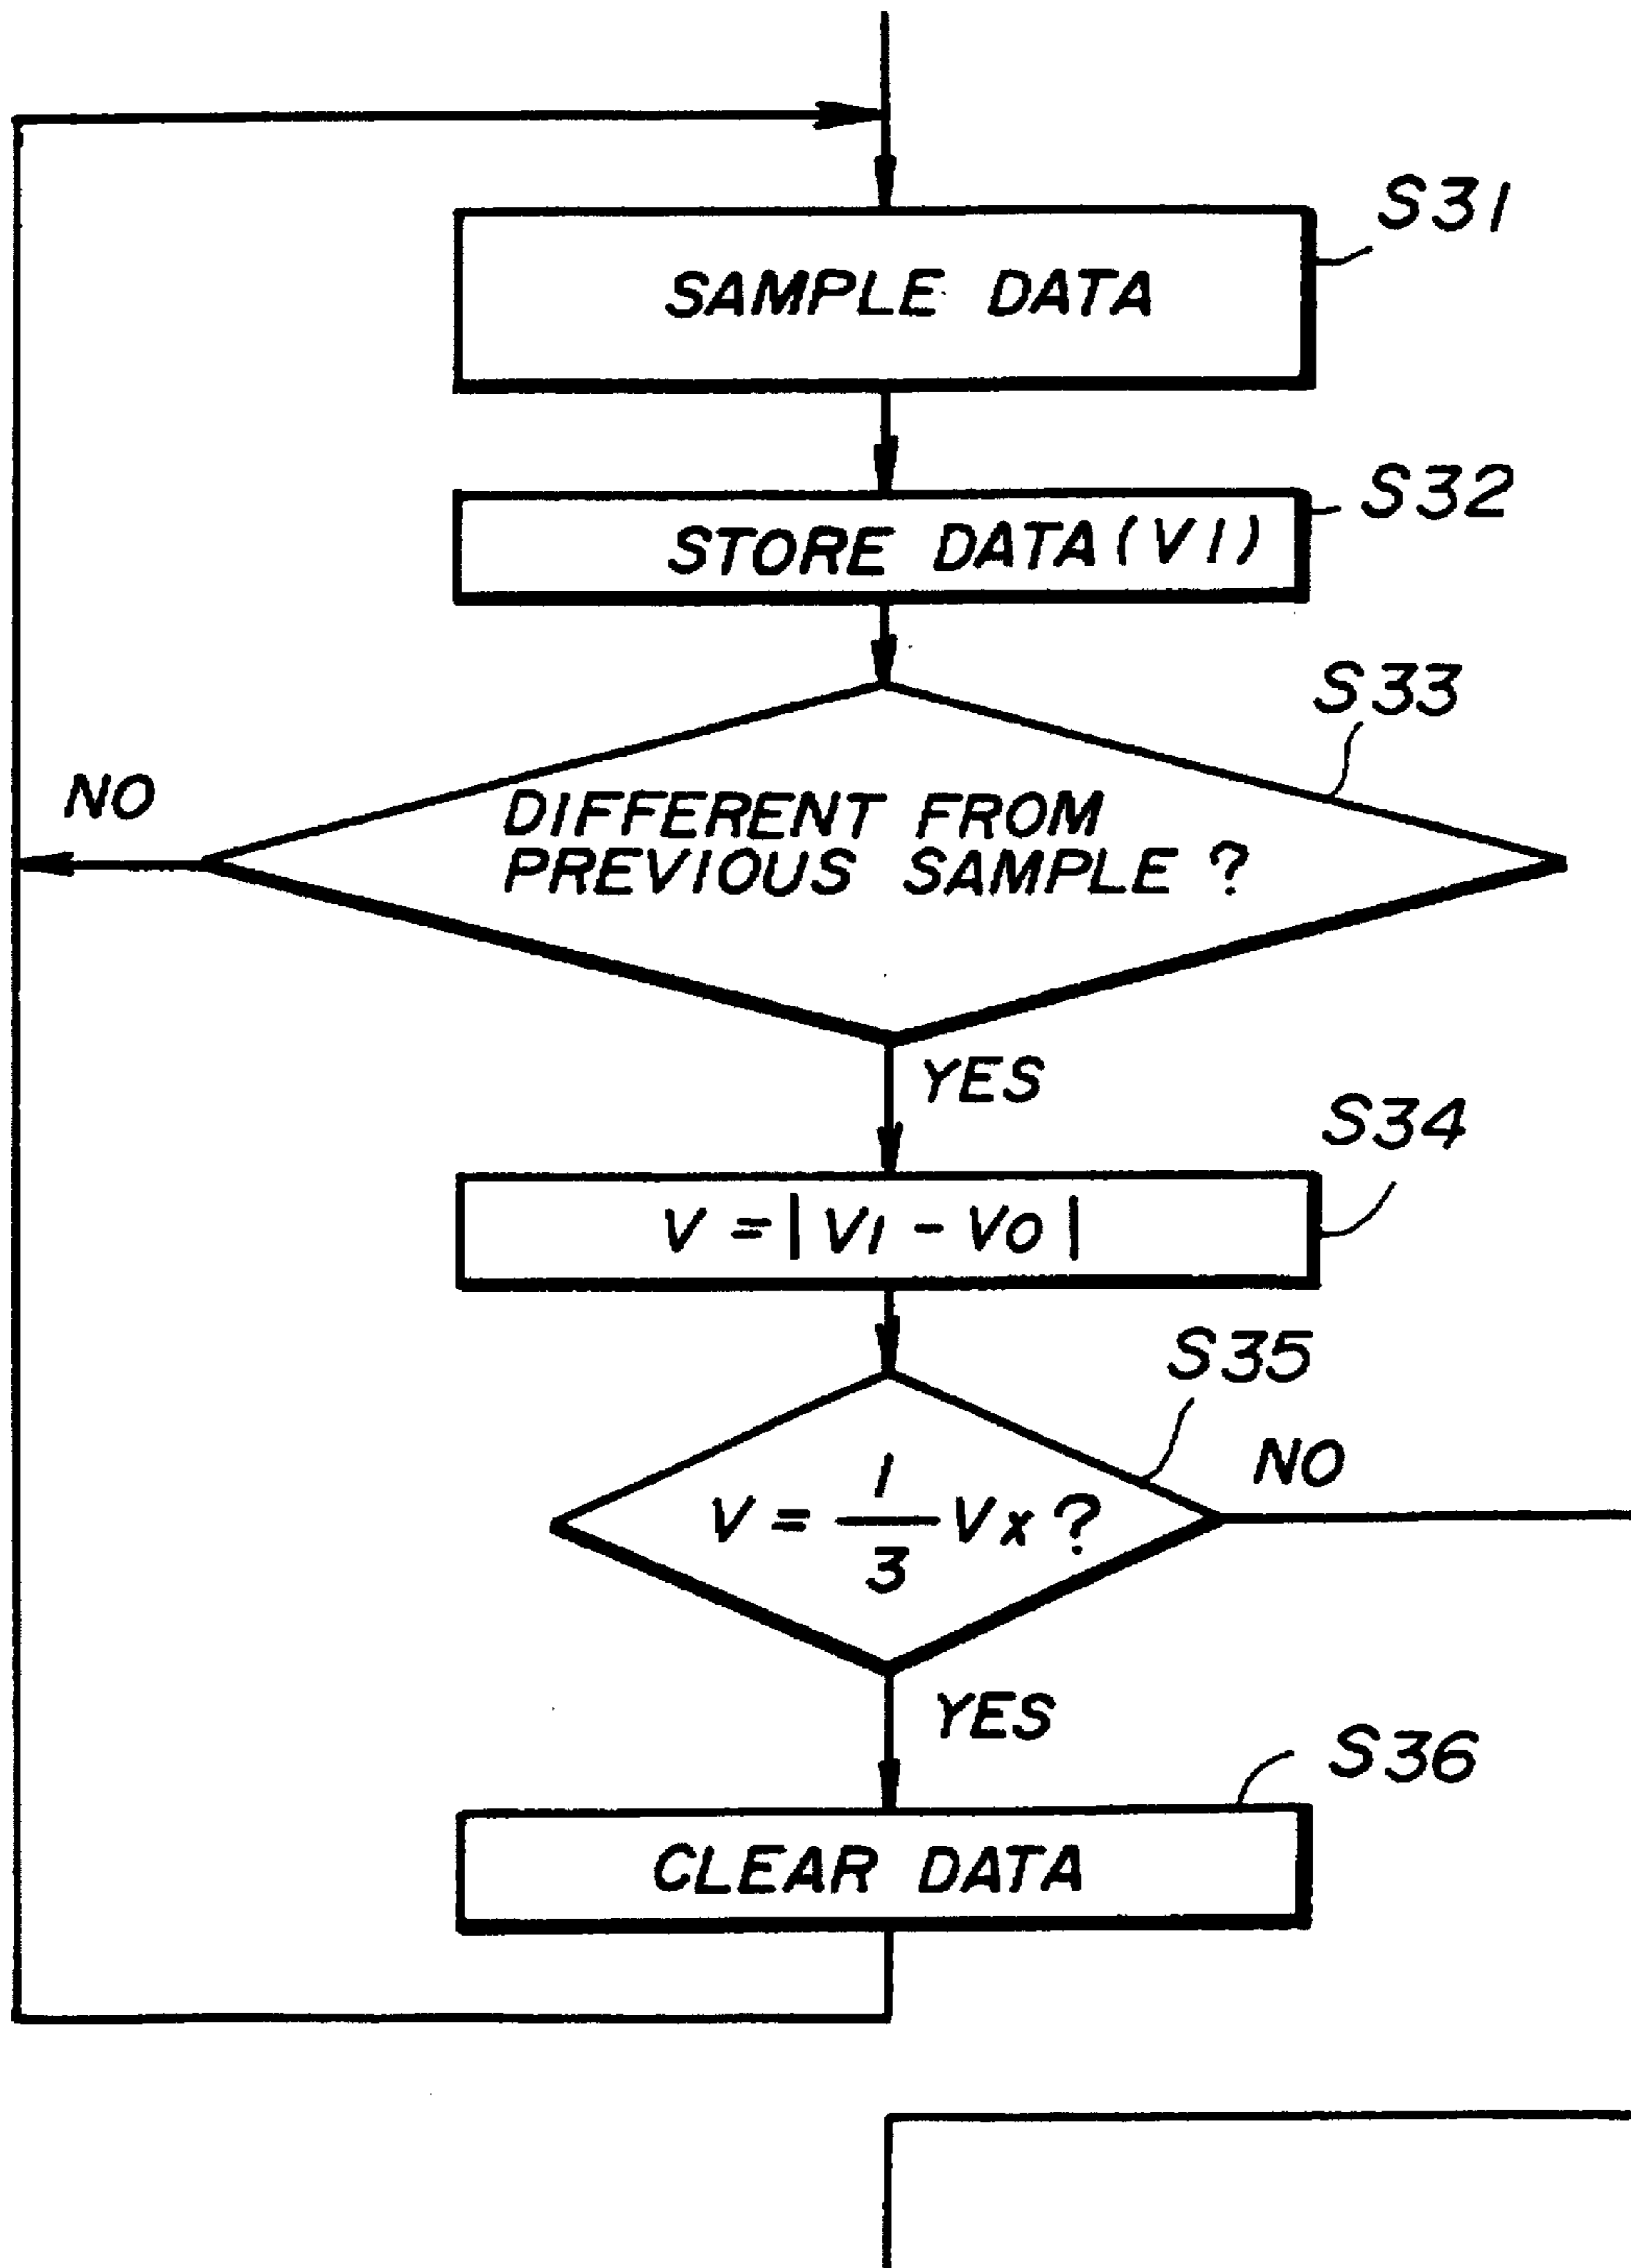 S31
SAMPLE DATA
S32
STORE DATA (V1)
S33
NO
DIFFERENT FROM
PREVIOUS SAMPLE ?
YES
S34
V = | V1 - V0 |
S35
NO
V = 1/3 Vx ?
YES
S36
CLEAR DATA